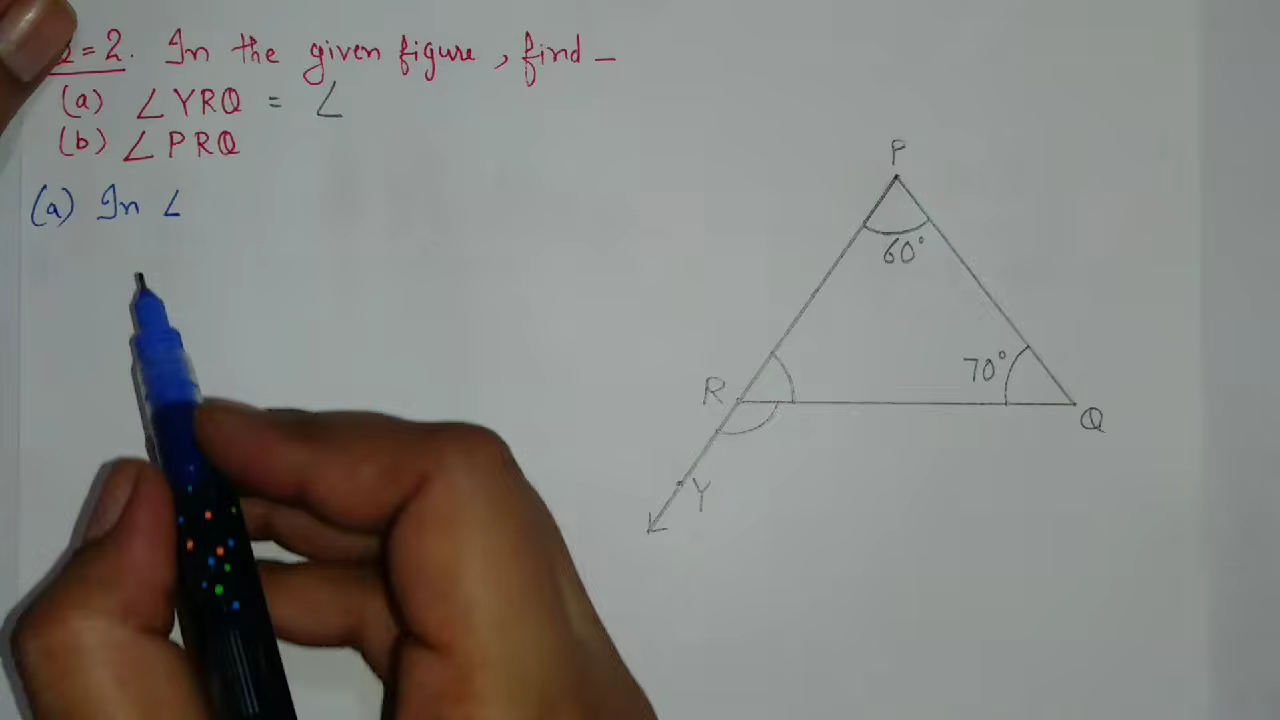 =2. In the given figure, find –
(a) ∠YRQ = ∠
(b) ∠PRQ
(a) In ∠
P
60°
70°
R
Q
Y